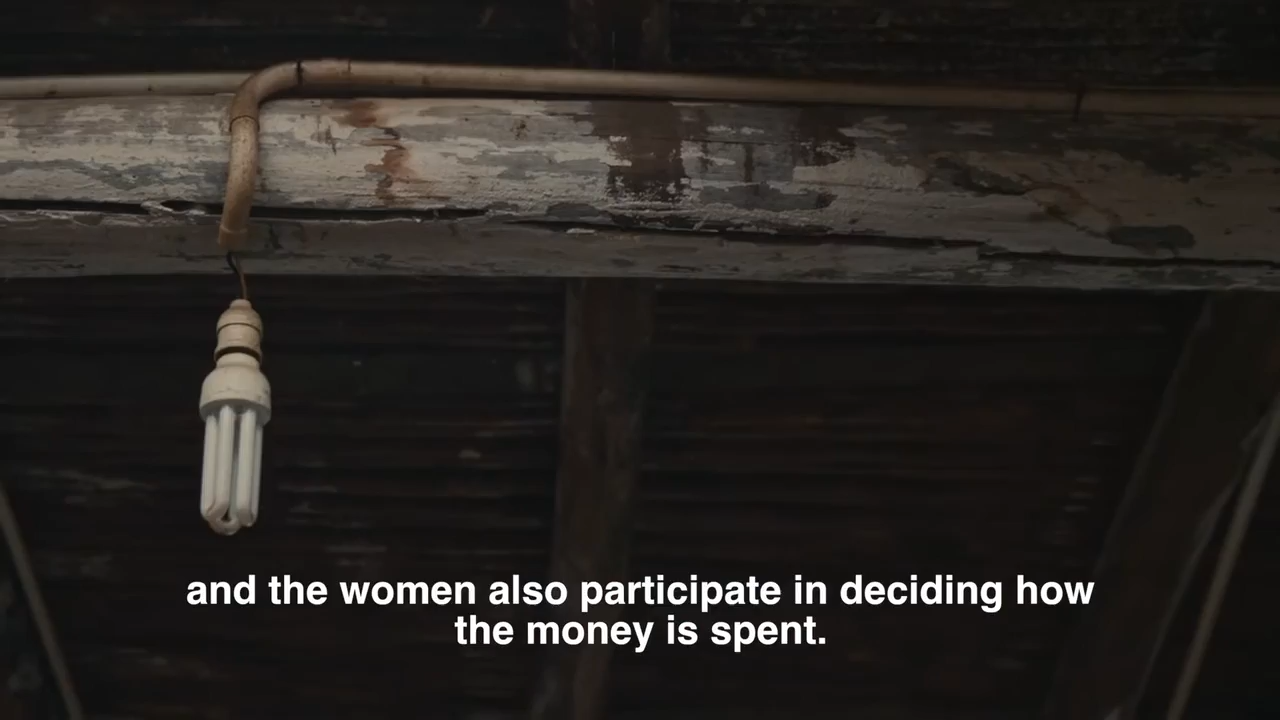 and the women also participate in deciding how
the money is spent.